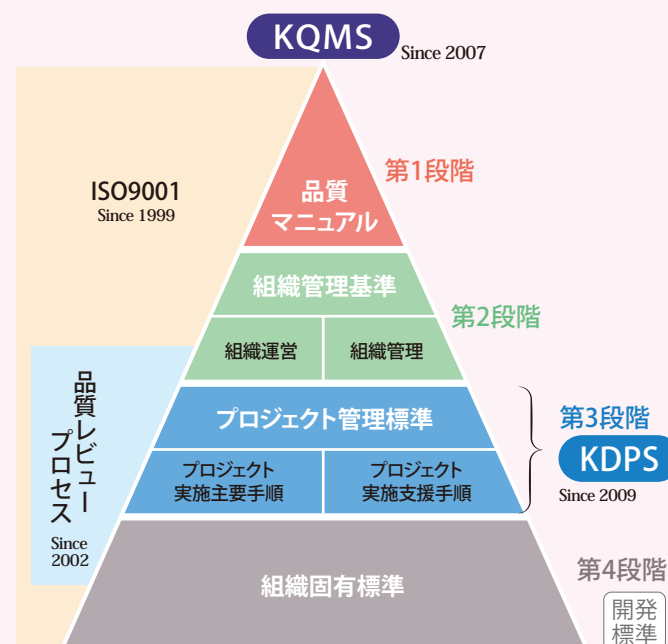 KQMS
Since 2007
ISO9001
Since 1999
品質
マニュアル
第1段階
組織管理基準
組織運営
組織管理
第2段階
品質レビュー
プロセス
Since
2002
プロジェクト管理標準
プロジェクト
実施主要手順
プロジェクト
実施支援手順
第3段階
KDPS
Since 2009
組織固有標準
第4段階
開発
標準